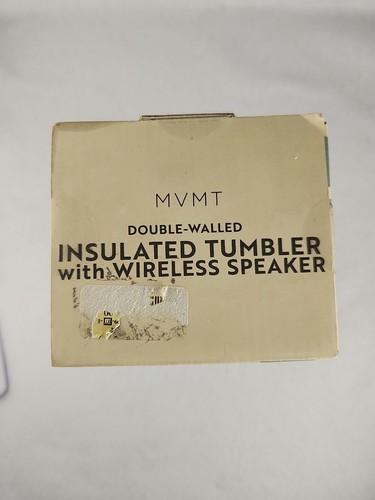 MVMT
DOUBLE-WALLED
INSULATED TUMBLER
with WIRELESS SPEAKER